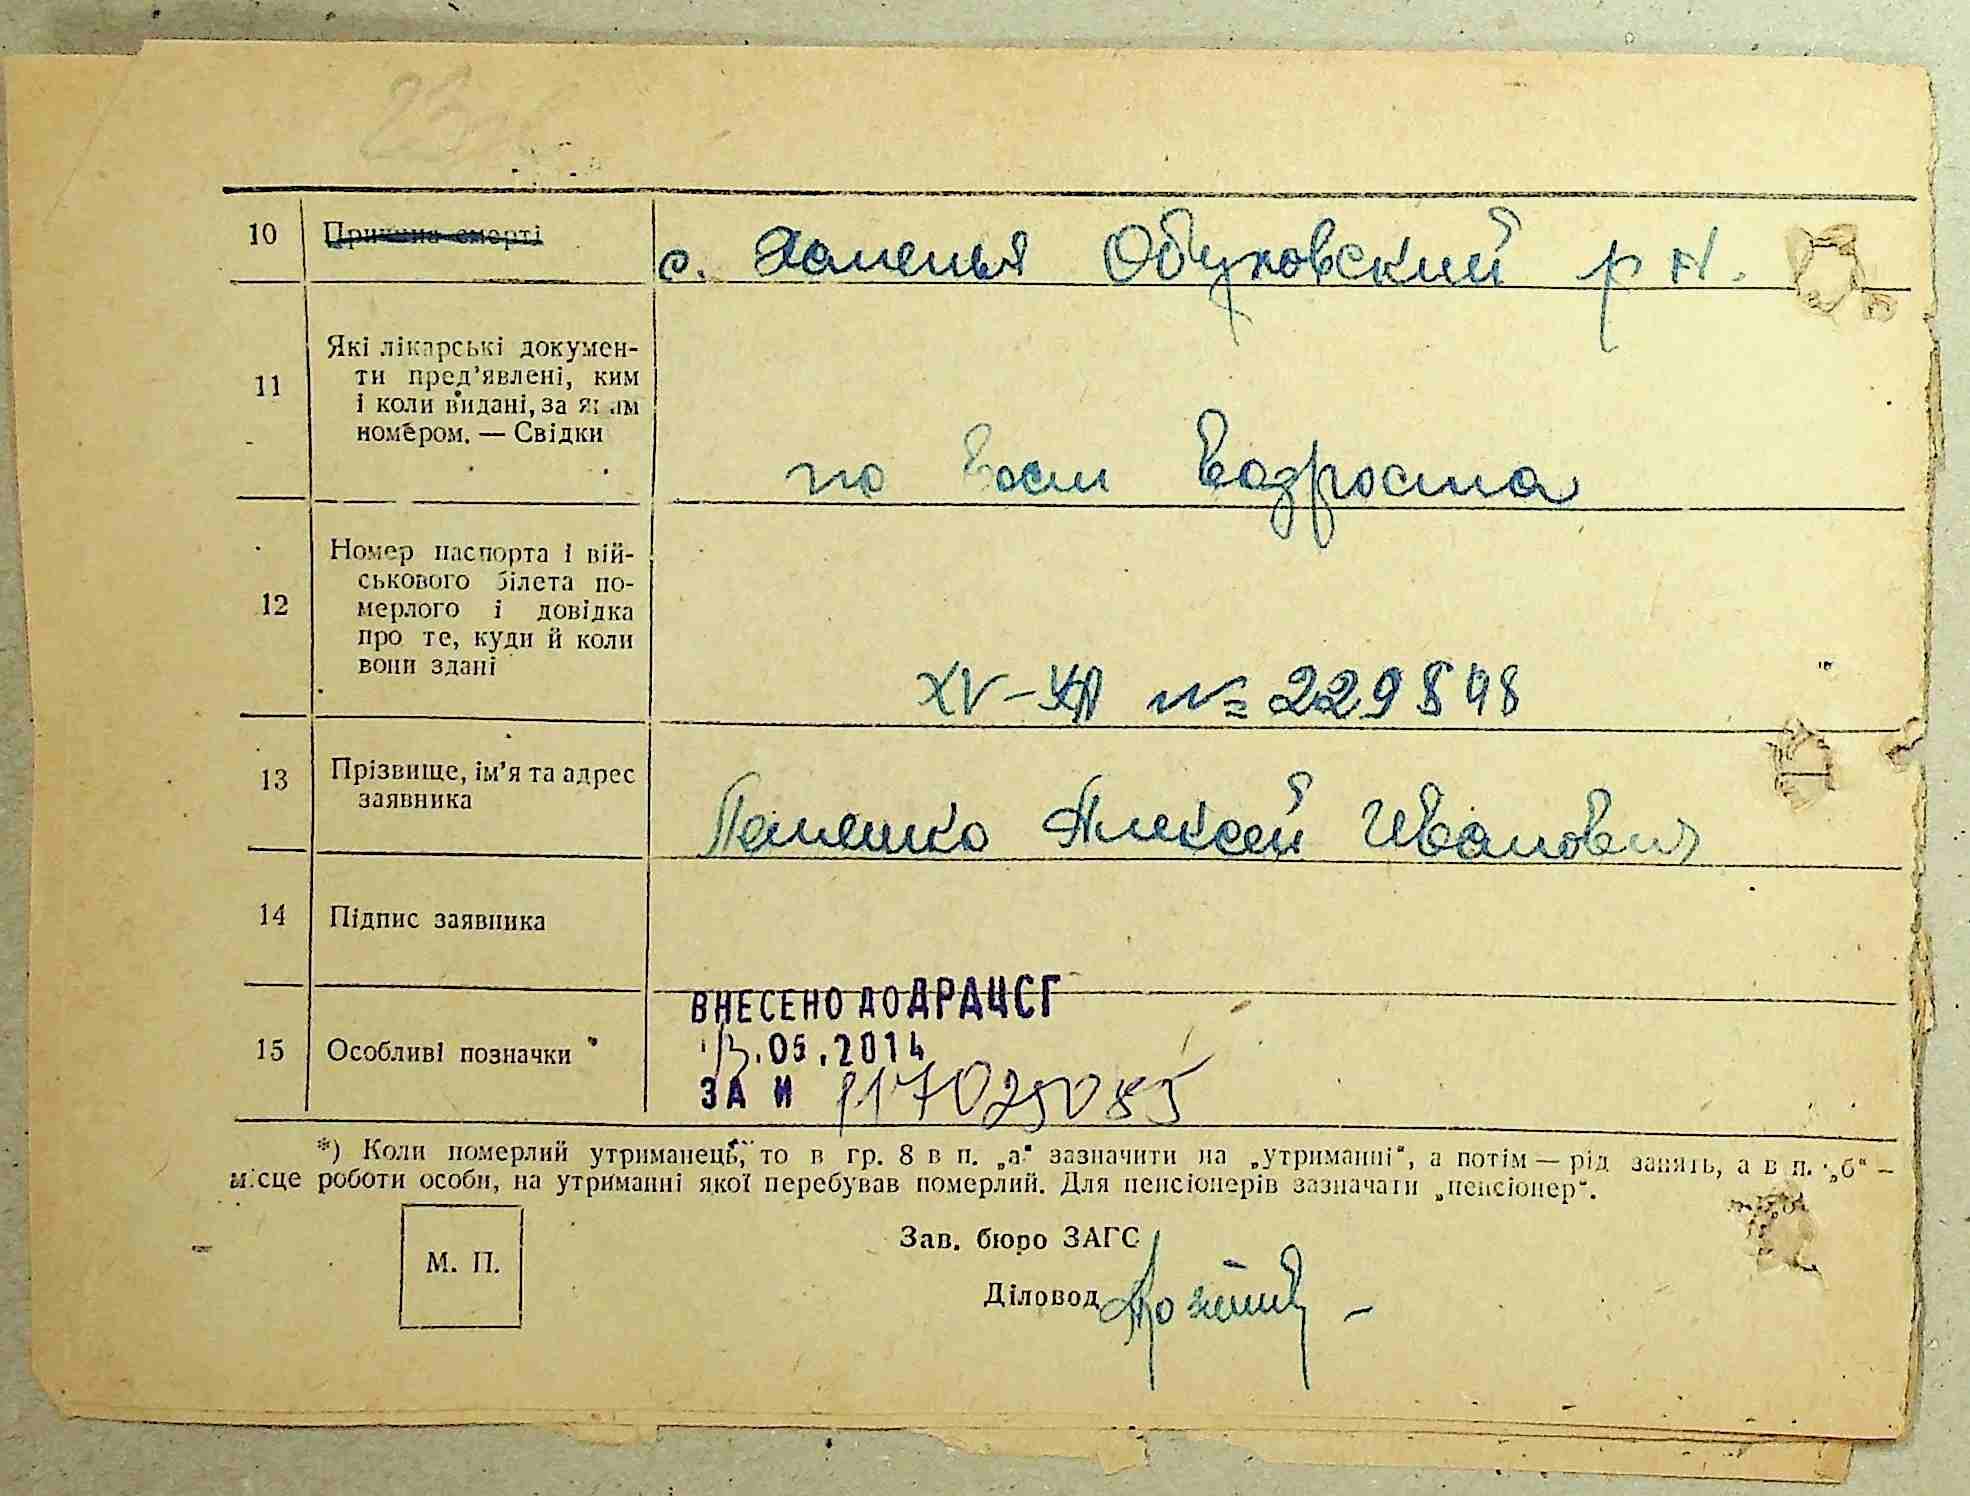 10 Причина смерті с. Халепья Обуховский р Н.
11 Які лікарські докумен-
ти пред'явлені, ким
і коли видані, за яким
номером. — Свідки
по Возроста
12 Номер паспорта і вій-
ськового білета по-
мерлого і довідка
про те, куди й коли
вони здані
XV-УЯ № 229848
13 Прізвище, ім'я та адрес
заявника
Алексей Иванович
14 Підпис заявника
ВНЕСЕНО ДО ДРАЦСГ
15 Особливі позначки
13.05.2014
ЗА И
*) Коли померлий утриманець, то в гр. 8 в п. „а" зазначити на „утриманні", а потім — рід занять, а в п. „б" —
місце роботи особи, на утриманні якої перебував померлий. Для пенсіонерів зазначати „пенсіонер".
Зав. бюро ЗАГС
М. П.
Діловод